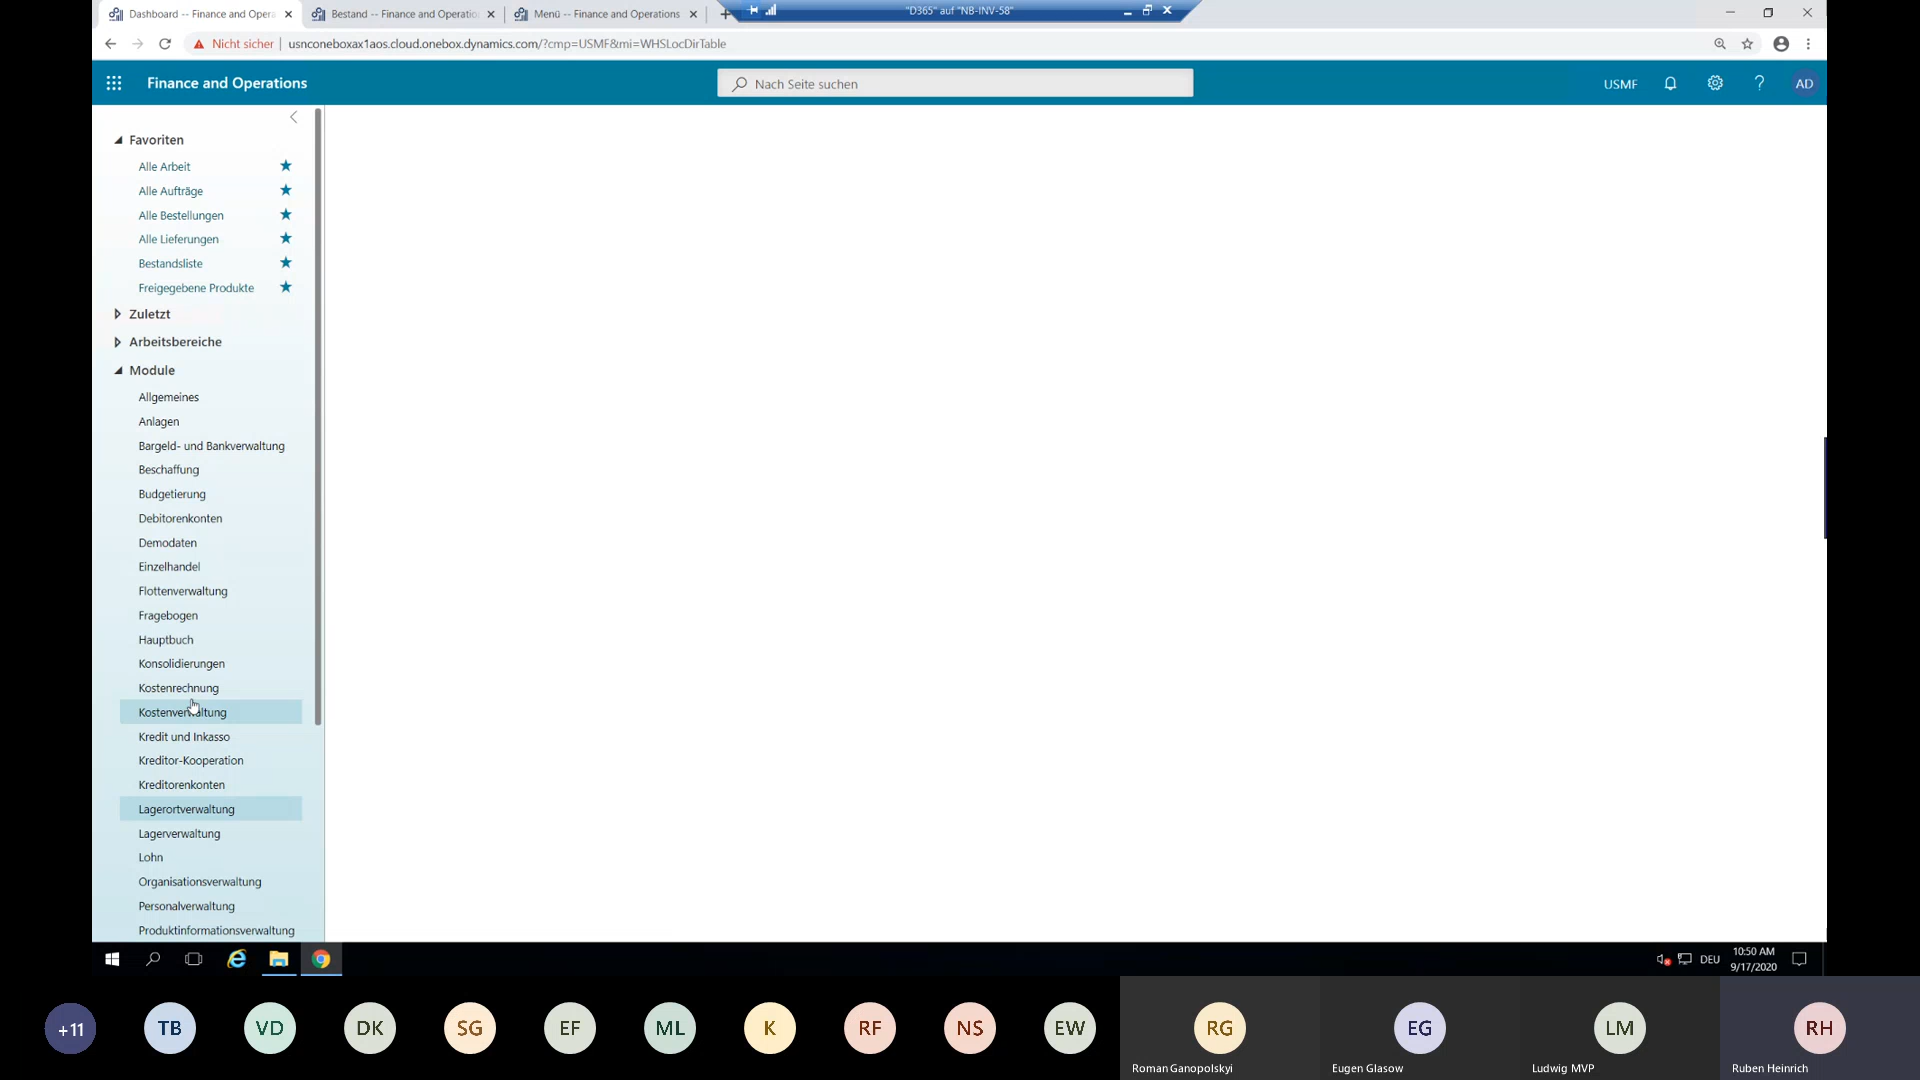 Dashboard -- Finance and Opera
Bestand -- Finance and Operatio
Menü -- Finance and Operations
"D365" auf "NB-INV-58"
Nicht sicher
usnconeboxax1aos.cloud.onebox.dynamics.com/?cmp=USMF&mi=WHSLocDirTable
Finance and Operations
Nach Seite suchen
USMF
?
AD
Favoriten
Alle Arbeit
Alle Aufträge
Alle Bestellungen
Alle Lieferungen
Bestandsliste
Freigegebene Produkte
Zuletzt
Arbeitsbereiche
Module
Allgemeines
Anlagen
Bargeld- und Bankverwaltung
Beschaffung
Budgetierung
Debitorenkonten
Demodaten
Einzelhandel
Flottenverwaltung
Fragebogen
Hauptbuch
Konsolidierungen
Kostenrechnung
Kostenverwaltung
Kredit und Inkasso
Kreditor-Kooperation
Kreditorenkonten
Lagerortverwaltung
Lagerverwaltung
Lohn
Organisationsverwaltung
Personalverwaltung
Produktinformationsverwaltung
DEU
10:50 AM
9/17/2020
+11
TB
VD
DK
SG
EF
ML
K
RF
NS
EW
RG
EG
LM
RH
Roman Ganopolskyi
Eugen Glasow
Ludwig MVP
Ruben Heinrich